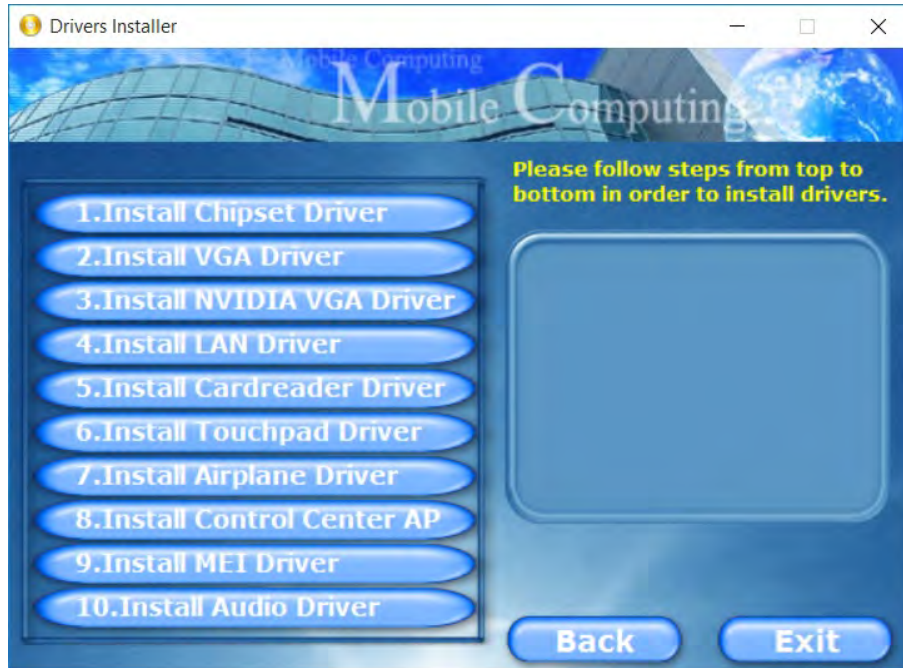 Drivers Installer
Mobile Computing
Mobile Computing
Please follow steps from top to
bottom in order to install drivers.
1.Install Chipset Driver
2.Install VGA Driver
3.Install NVIDIA VGA Driver
4.Install LAN Driver
5.Install Cardreader Driver
6.Install Touchpad Driver
7.Install Airplane Driver
8.Install Control Center AP
9.Install MEI Driver
10.Install Audio Driver
Back
Exit